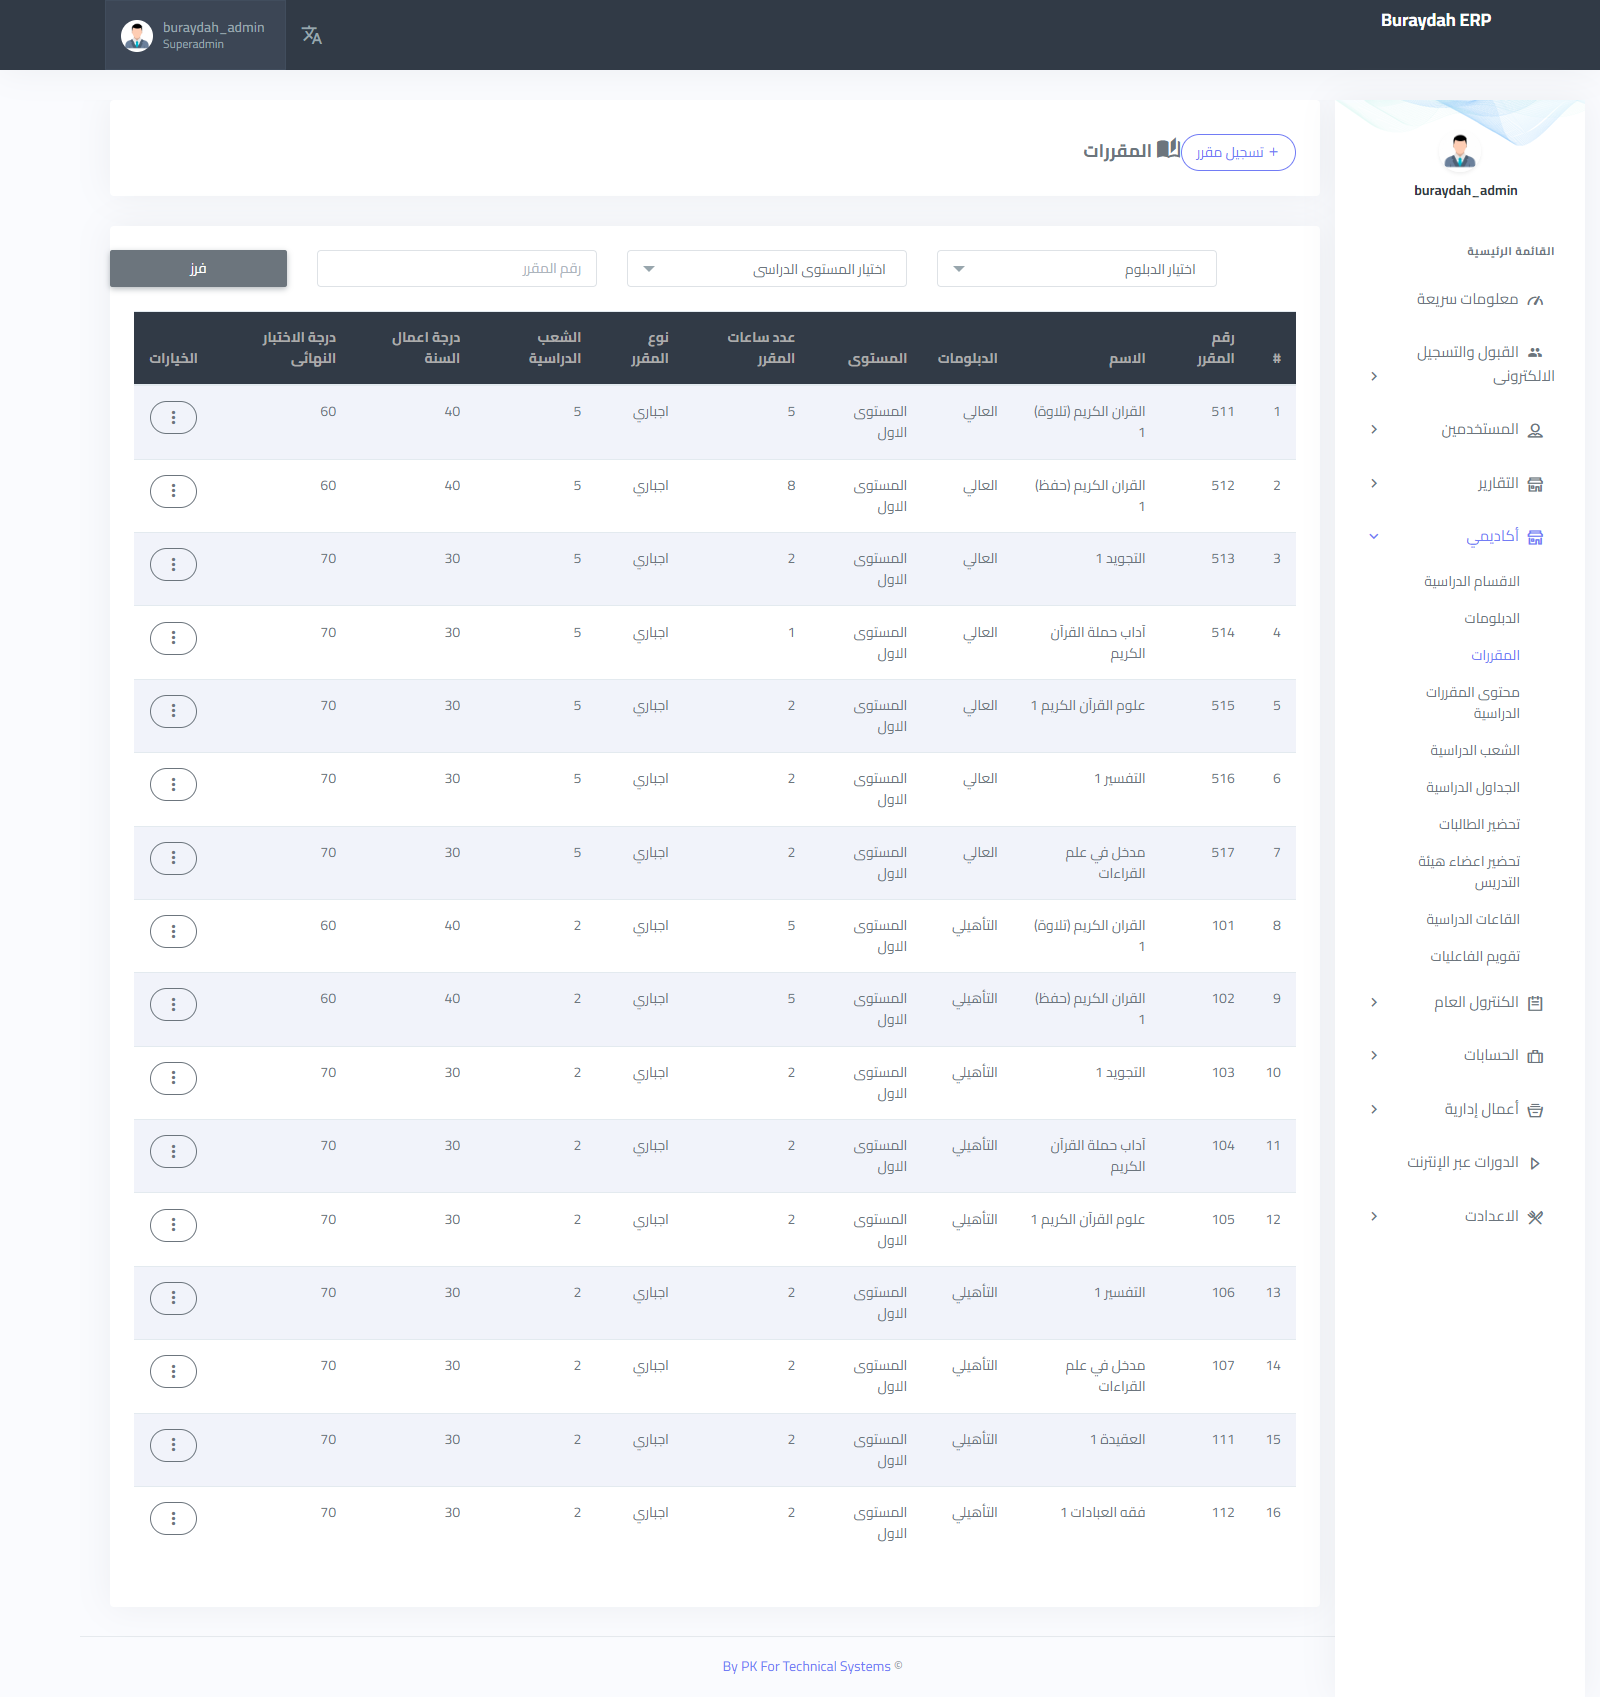 Buraydah ERP
buraydah_admin
Superadmin
buraydah_admin
القائمة الرئيسية
معلومات سريعة
القبول والتسجيل
الالكترونى
المستخدمين
التقارير
أكاديمي
الاقسام الدراسية
الدبلومات
المقررات
محتوى المقررات
الدراسية
الشعب الدراسية
الجداول الدراسية
تحضير الطالبات
تحضير اعضاء هيئة
التدريس
القاعات الدراسية
تقويم الفاعليات
الكنترول العام
الحسابات
أعمال إدارية
الدورات عبر الإنترنت
الاعدادت
+ تسجيل مقرر المقررات
اختيار الدبلوم اختيار المستوى الدراسى رقم المقرر فرز
رقم عدد ساعات نوع الشعب درجة اعمال درجة الاختبار
# المقرر الاسم الدبلومات المستوى المقرر المقرر الدراسية السنة النهائى الخيارات
1 511 القران الكريم (تلاوة) العالي المستوى 5 اجباري 5 40 60
1 الاول
2 512 القران الكريم (حفظ) العالي المستوى 8 اجباري 5 40 60
1 الاول
3 513 التجويد 1 العالي المستوى 2 اجباري 5 30 70
الاول
4 514 آداب حملة القرآن العالي المستوى 1 اجباري 5 30 70
الكريم الاول
5 515 علوم القرآن الكريم 1 العالي المستوى 2 اجباري 5 30 70
الاول
6 516 التفسير 1 العالي المستوى 2 اجباري 5 30 70
الاول
7 517 مدخل في علم العالي المستوى 2 اجباري 5 30 70
القراءات الاول
8 101 القران الكريم (تلاوة) التأهيلي المستوى 5 اجباري 2 40 60
1 الاول
9 102 القران الكريم (حفظ) التأهيلي المستوى 5 اجباري 2 40 60
1 الاول
10 103 التجويد 1 التأهيلي المستوى 2 اجباري 2 30 70
الاول
11 104 آداب حملة القرآن التأهيلي المستوى 2 اجباري 2 30 70
الكريم الاول
12 105 علوم القرآن الكريم 1 التأهيلي المستوى 2 اجباري 2 30 70
الاول
13 106 التفسير 1 التأهيلي المستوى 2 اجباري 2 30 70
الاول
14 107 مدخل في علم التأهيلي المستوى 2 اجباري 2 30 70
القراءات الاول
15 111 العقيدة 1 التأهيلي المستوى 2 اجباري 2 30 70
الاول
16 112 فقه العبادات 1 التأهيلي المستوى 2 اجباري 2 30 70
الاول
By PK For Technical Systems ©